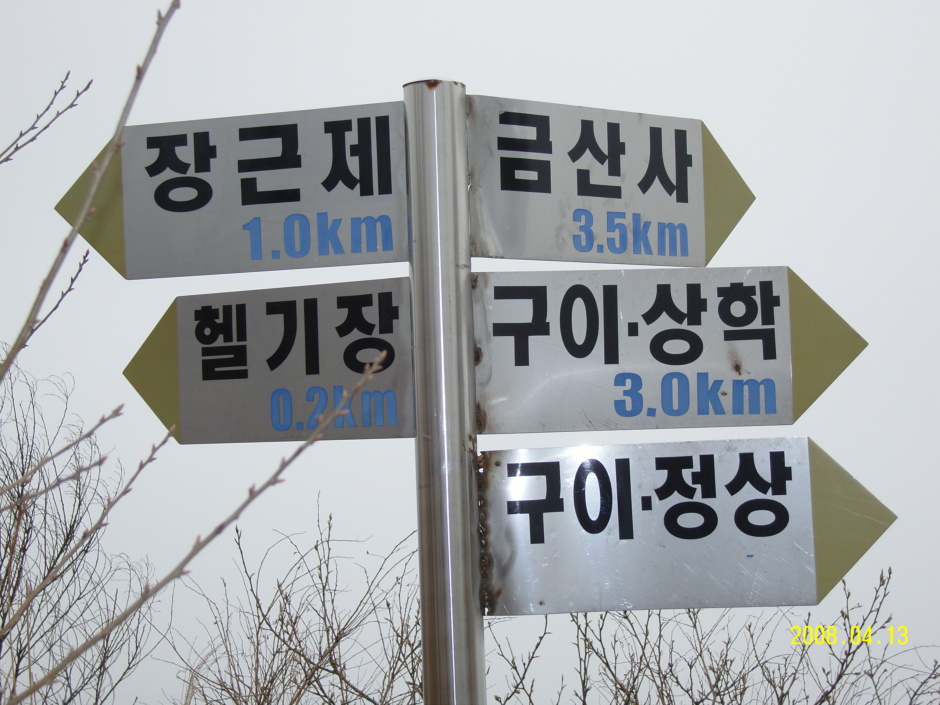 장근제
1.0km
금산사
3.5km
헬기장
0.2km
구이·상학
3.0km
구이·정상
2008.04.13